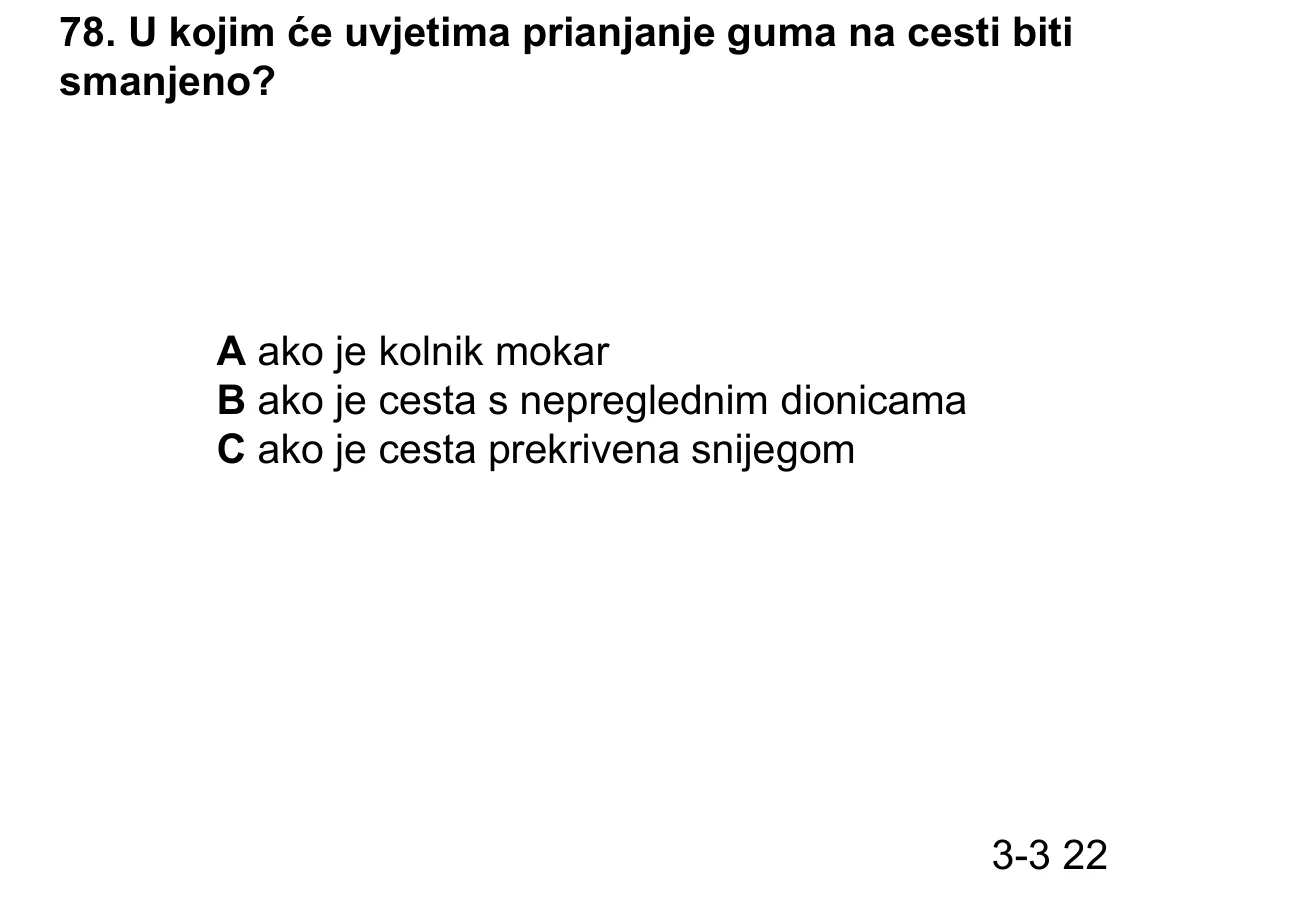 78. U kojim će uvjetima prianjanje guma na cesti biti
smanjeno?
A ako je kolnik mokar
B ako je cesta s nepreglednim dionicama
C ako je cesta prekrivena snijegom
3-3 22